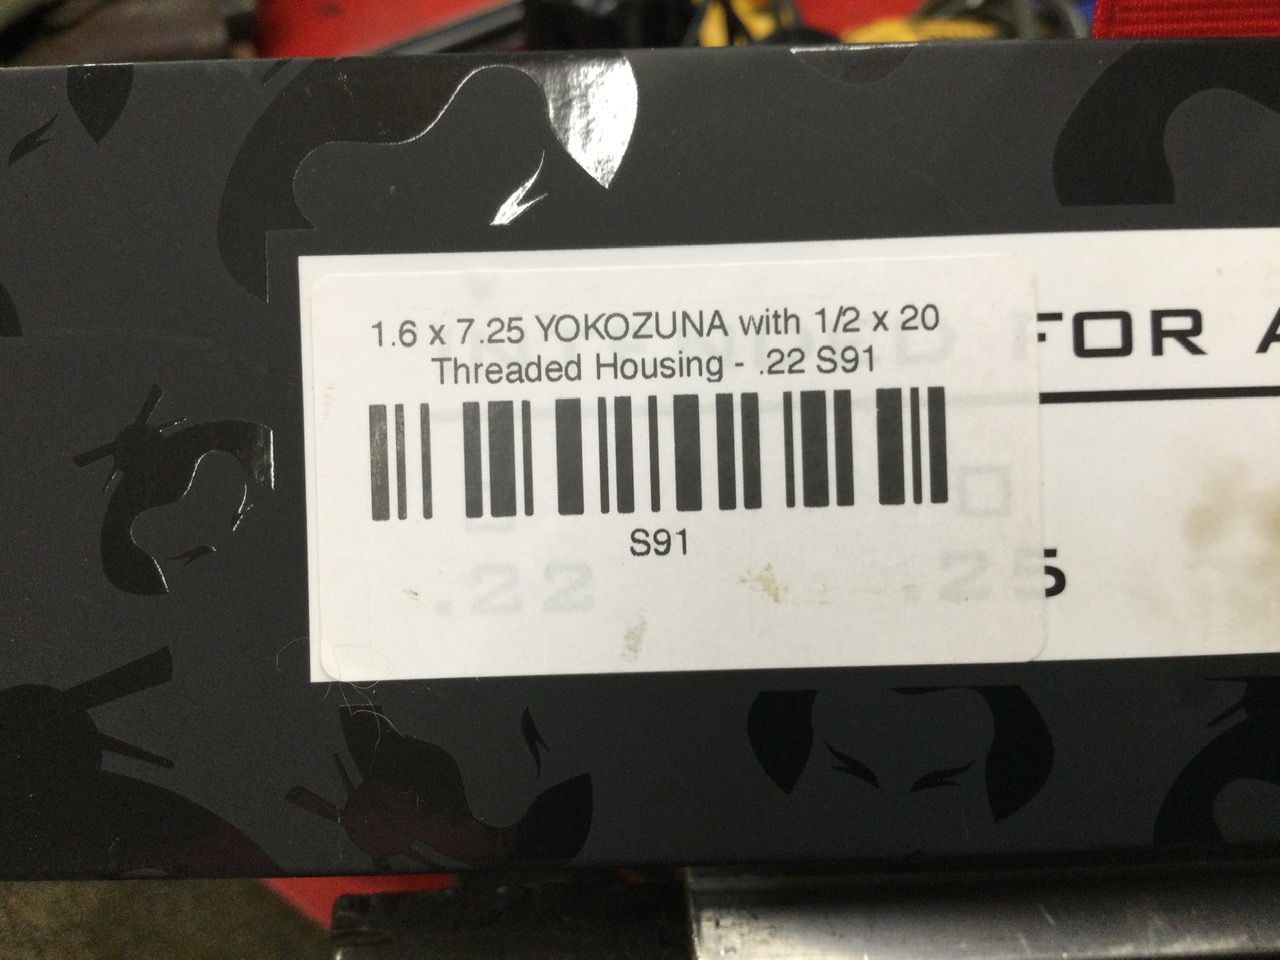 1.6 x 7.25 YOKOZUNA with 1/2 x 20
Threaded Housing - .22 S91
S91
FOR
.22
.25